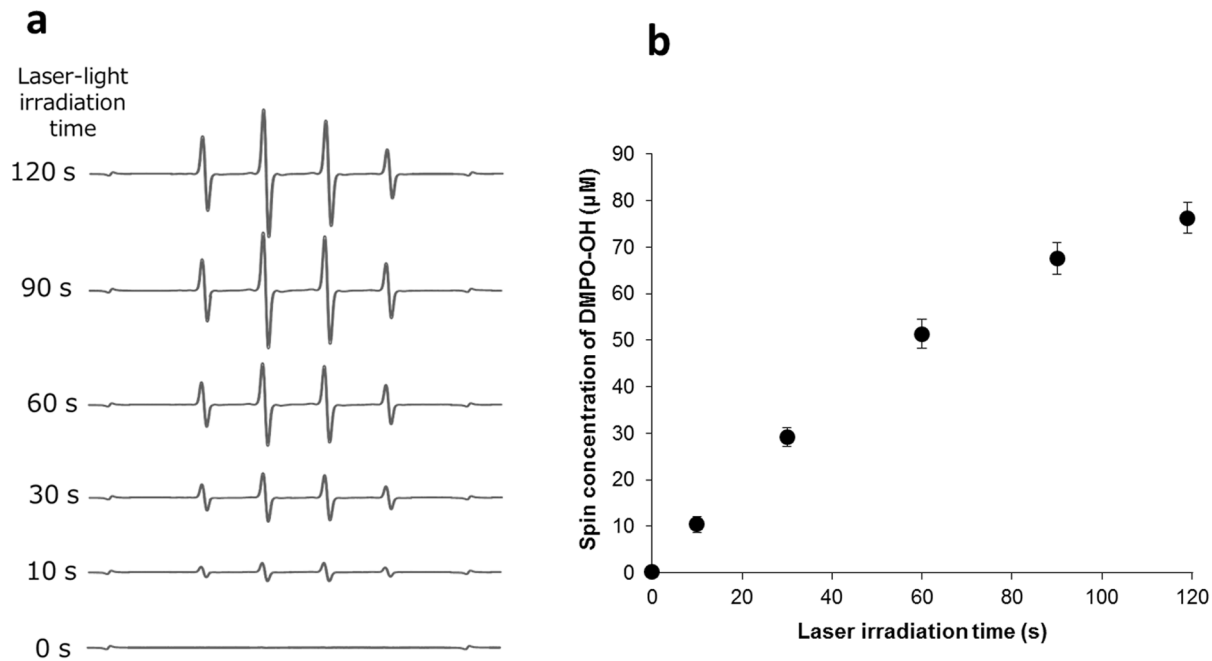 a
Laser-light
irradiation
time
120 s
90 s
60 s
30 s
10 s
0 s
b
Spin concentration of DMPO-OH (µM)
90
80
70
60
50
40
30
20
10
0
0 20 40 60 80 100 120
Laser irradiation time (s)